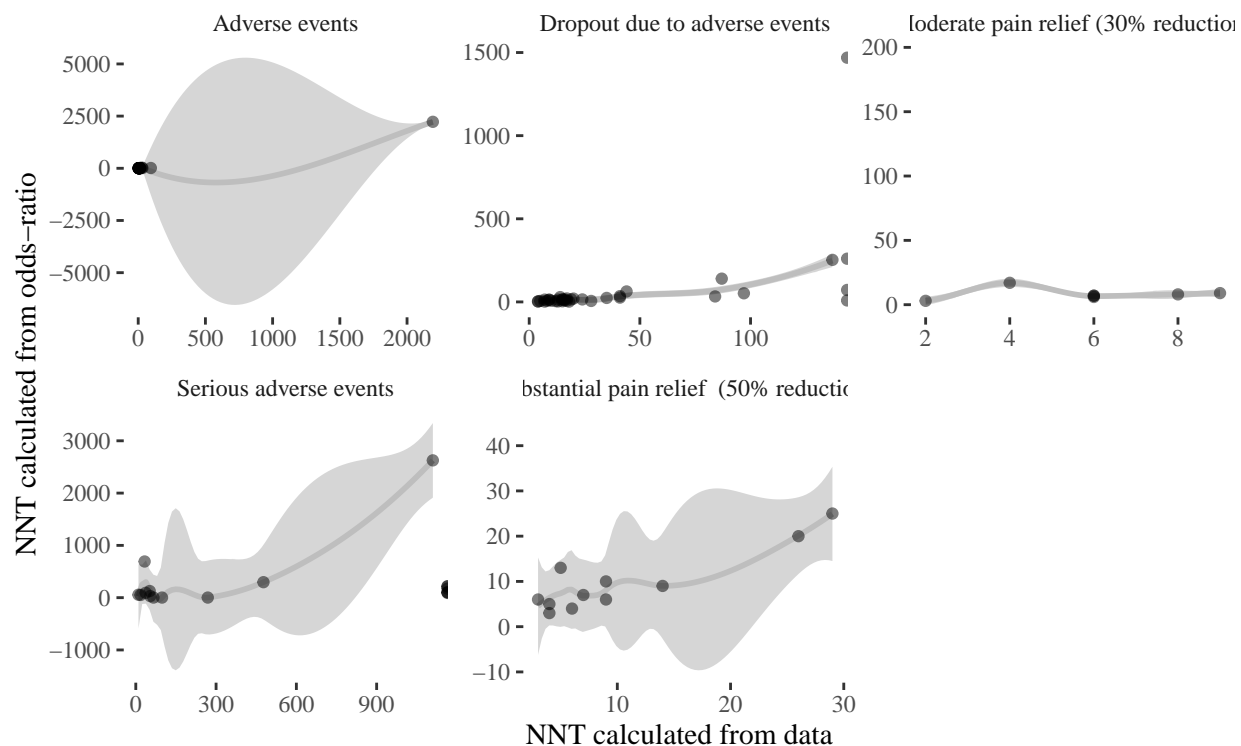 Adverse events
Dropout due to adverse events
oderate pain relief (30% reduction
NNT calculated from odds−ratio
5000
2500
0
−2500
−5000
0 500 1000 1500 2000
1500
1000
500
0
0 50 100
200
150
100
50
0
2 4 6 8
Serious adverse events
bstantial pain relief (50% reductio
3000
2000
1000
0
−1000
0 300 600 900
40
30
20
10
0
−10
10 20 30
NNT calculated from data